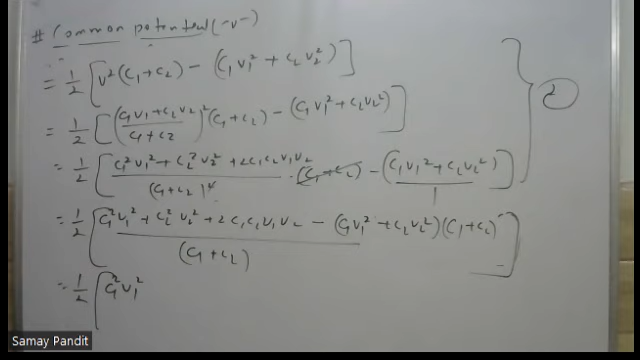 # Common potential (-v-)
= 1/2 [v²(C₁+C₂) - (C₁v₁² + C₂v₂²)]
= 1/2 [((C₁v₁+C₂v₂)/(C₁+C₂))² (C₁+C₂) - (C₁v₁²+C₂v₂²)]
2
= 1/2 [(C₁²v₁²+C₂²v₂²+2C₁C₂v₁v₂)/(C₁+C₂)² · (C₁+C₂) - (C₁v₁²+C₂v₂²)/1]
= 1/2 [(C₁²v₁²+C₂²v₂²+2C₁C₂v₁v₂ - (C₁v₁²+C₂v₂²)(C₁+C₂))/(C₁+C₂)]
= 1/2 [C₁²v₁²
Samay Pandit